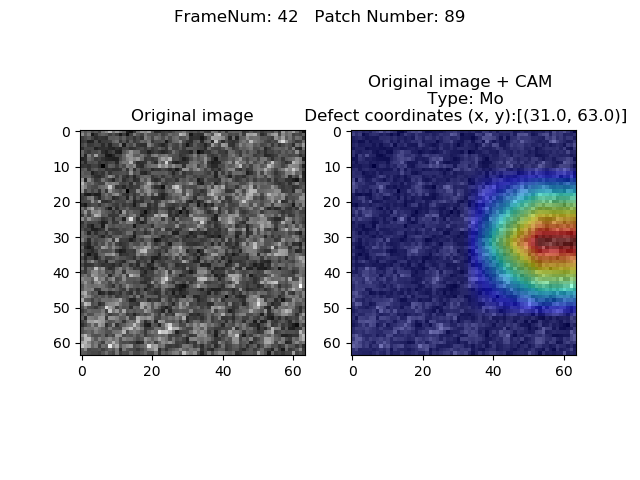 FrameNum: 42   Patch Number: 89
Original image
Original image + CAM
Type: Mo
Defect coordinates (x, y):[(31.0, 63.0)]
0
10
20
30
40
50
60
0 20 40 60
0
10
20
30
40
50
60
0 20 40 60